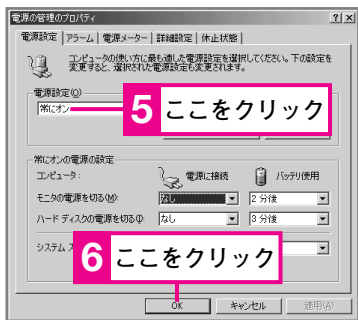 電源の管理のプロパティ
電源設定 アラーム 電源メーター 詳細設定 休止状態
コンピュータの使い方に最も適した電源設定を選択してください。下の設定を
変更すると、選択された電源設定も変更されます。
電源設定(O)
常にオン
5 ここをクリック
常にオンの電源の設定
コンピュータ: 電源に接続 バッテリ使用
モニタの電源を切る(M): なし 2 分後
ハード ディスクの電源を切る(I): なし 3 分後
システム ス
6 ここをクリック
OK キャンセル 適用(A)